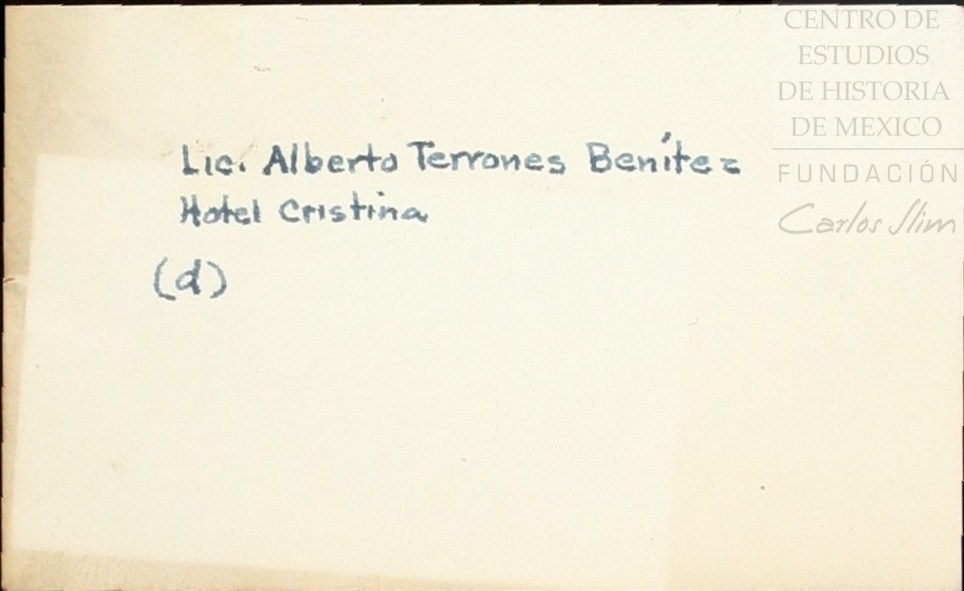 CENTRO DE
ESTUDIOS
DE HISTORIA
DE MEXICO
FUNDACIÓN
Carlos Slim
Lic. Alberto Terrones Benítez
Hotel Cristina
(d)